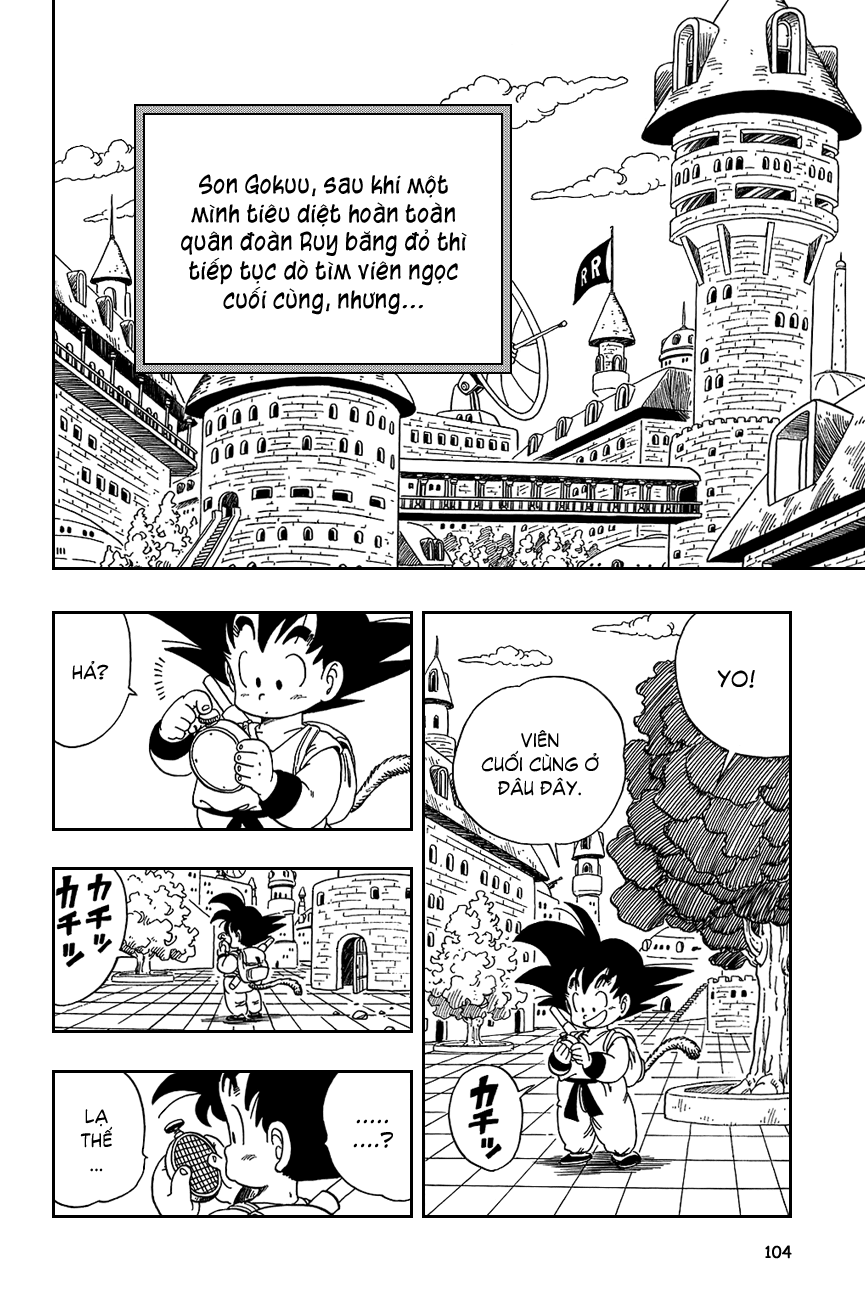 Son Gokuu, sau khi một
mình tiêu diệt hoàn toàn
quân đoàn Ruy băng đỏ thì
tiếp tục dò tìm viên ngọc
cuối cùng, nhưng...
RR
YO!
VIÊN
CUỐI CÙNG Ở
ĐÂU ĐÂY.
カチッ
HẢ?
カチッ
カチッ
.....
....?
LẠ
THẾ
...
104